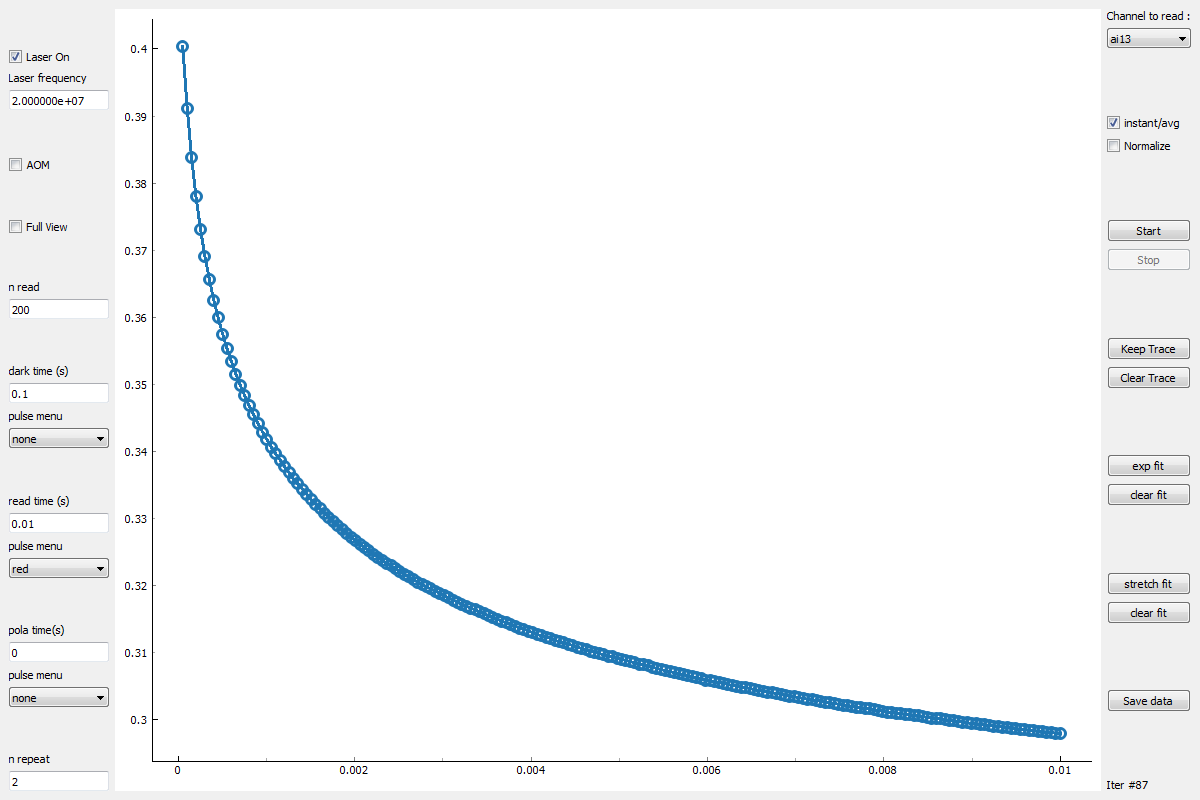 Laser On
Laser frequency
2.000000e+07
AOM
Full View
n read
200
dark time (s)
0.1
pulse menu
none
read time (s)
0.01
pulse menu
red
pola time(s)
0
pulse menu
none
n repeat
2
0.4
0.39
0.38
0.37
0.36
0.35
0.34
0.33
0.32
0.31
0.3
0 0.002 0.004 0.006 0.008 0.01
Channel to read :
ai13
instant/avg
Normalize
Start
Stop
Keep Trace
Clear Trace
exp fit
clear fit
stretch fit
clear fit
Save data
Iter #87